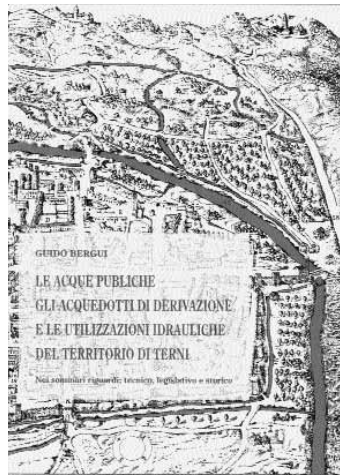 GUIDO BERGUI
LE ACQUE PUBLICHE
GLI ACQUEDOTTI DI DERIVAZIONE
E LE UTILIZZAZIONI IDRAULICHE
DEL TERRITORIO DI TERNI
Nei sommari riguardi: tecnico, legislativo e storico